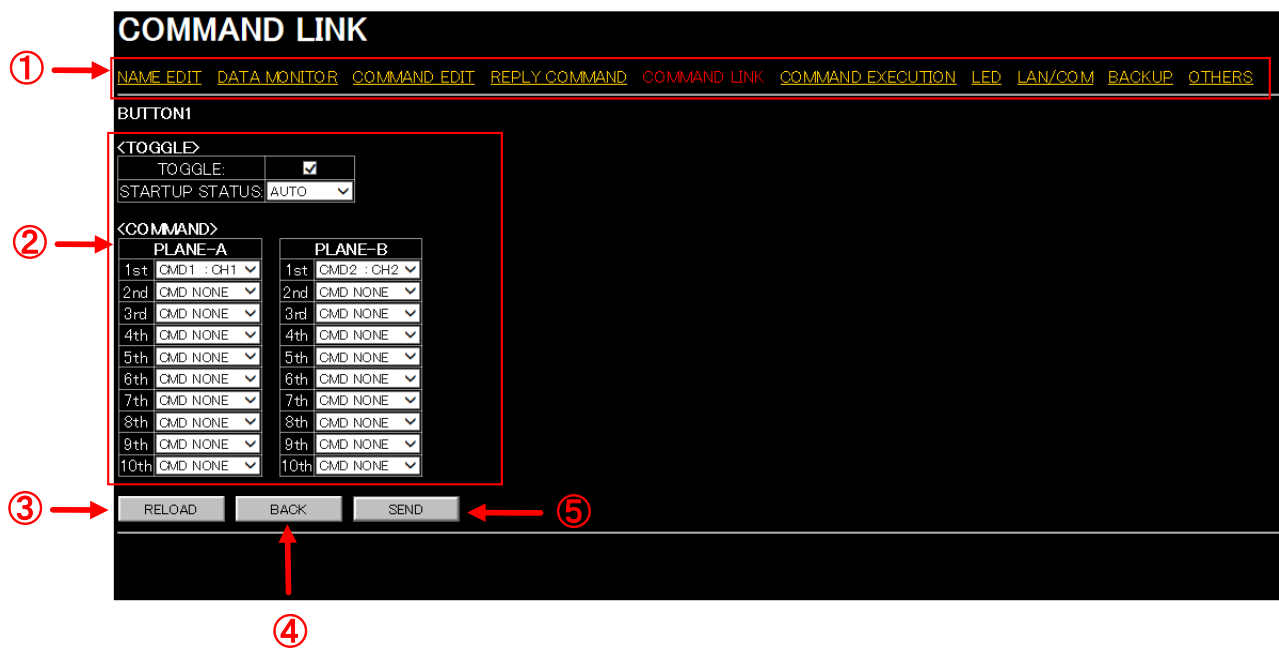 COMMAND LINK
① NAME EDIT DATA MONITOR COMMAND EDIT REPLY COMMAND COMMAND LINK COMMAND EXECUTION LED LAN/COM BACKUP OTHERS
BUTTON1
<TOGGLE>
TOGGLE:
STARTUP STATUS: AUTO
②
<COMMAND>
PLANE-A PLANE-B
1st CMD1 : CH1 1st CMD2 : CH2
2nd CMD NONE 2nd CMD NONE
3rd CMD NONE 3rd CMD NONE
4th CMD NONE 4th CMD NONE
5th CMD NONE 5th CMD NONE
6th CMD NONE 6th CMD NONE
7th CMD NONE 7th CMD NONE
8th CMD NONE 8th CMD NONE
9th CMD NONE 9th CMD NONE
10th CMD NONE 10th CMD NONE
③ RELOAD BACK SEND ⑤
④